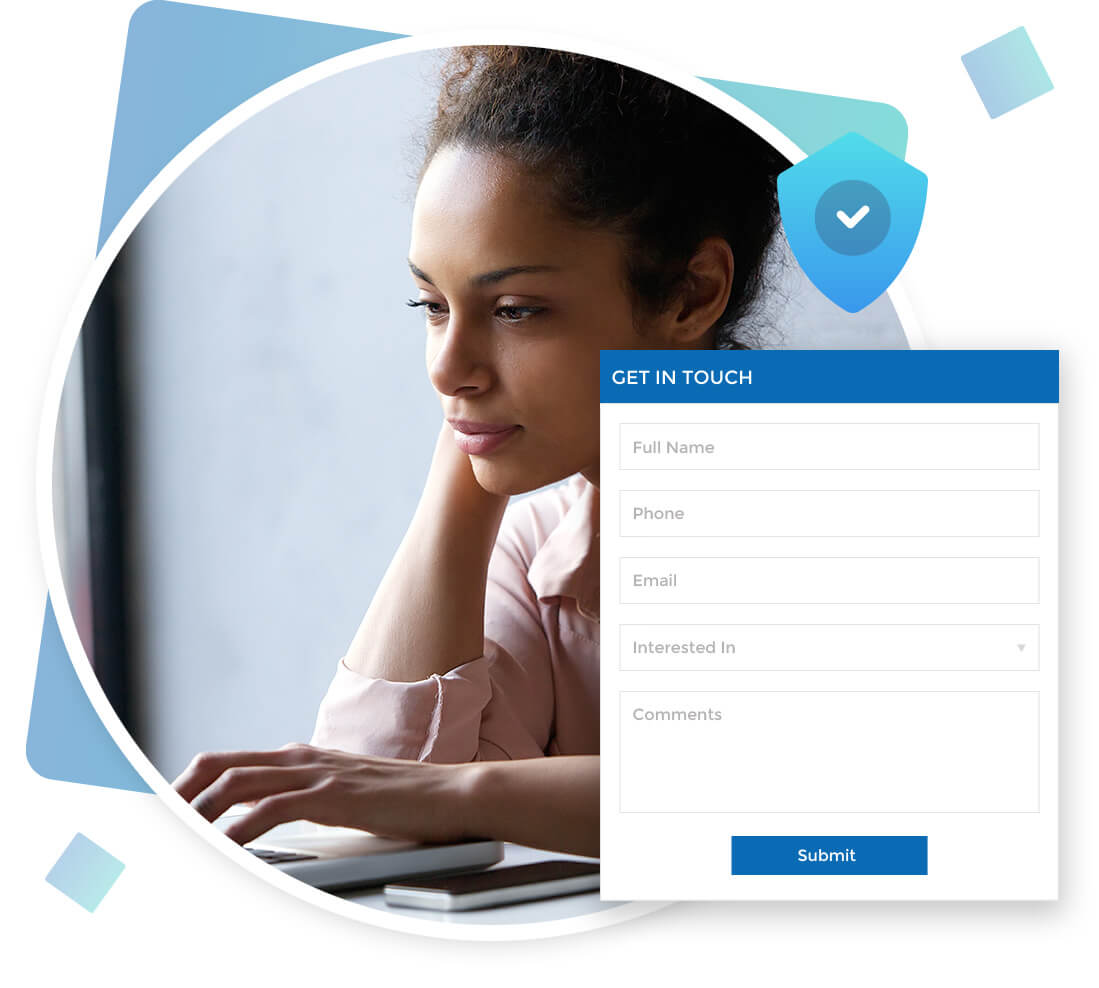 GET IN TOUCH
Full Name
Phone
Email
Interested In
Comments
Submit